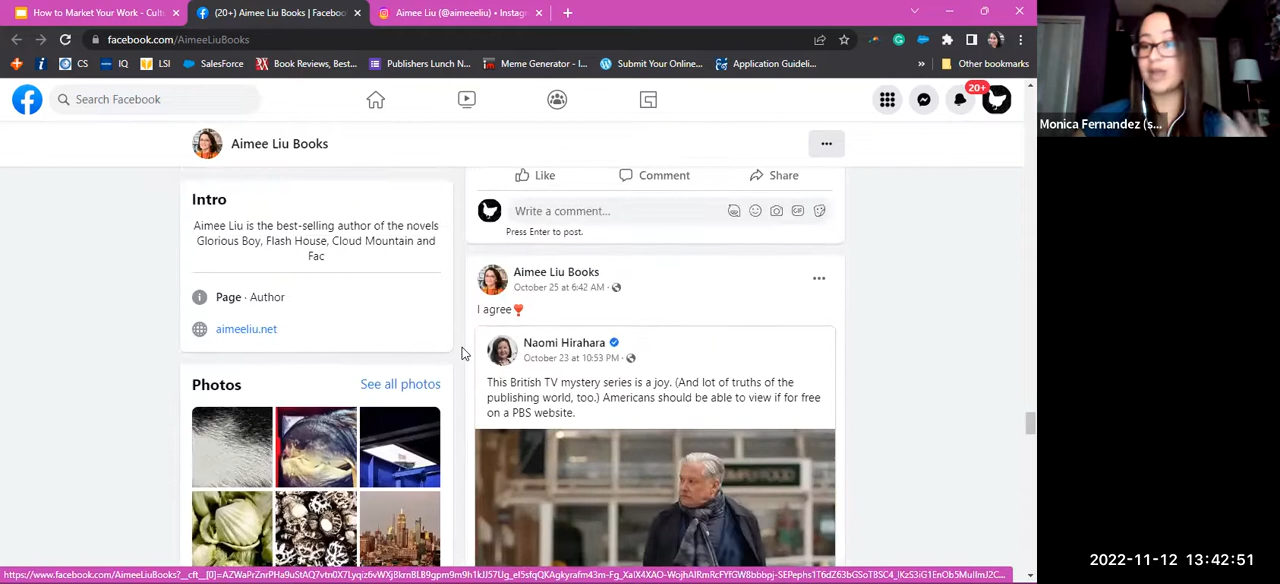 How to Market Your Work - Cult
(20+) Aimee Liu Books | Facebook
Aimee Liu (@aimeeeliu) • Instag
facebook.com/AimeeLiuBooks
CS
IQ
LSI
SalesForce
Book Reviews, Best...
Publishers Lunch N...
Meme Generator - I...
Submit Your Online...
Application Guideli...
Other bookmarks
Search Facebook
20+
Monica Fernandez (s...
Aimee Liu Books
Like
Comment
Share
Write a comment...
GIF
Press Enter to post.
Intro
Aimee Liu is the best-selling author of the novels
Glorious Boy, Flash House, Cloud Mountain and
Fac
Page · Author
aimeeliu.net
Photos
See all photos
Aimee Liu Books
October 25 at 6:42 AM ·
I agree❣️
Naomi Hirahara
October 23 at 10:53 PM ·
This British TV mystery series is a joy. (And lot of truths of the
publishing world, too.) Americans should be able to view if for free
on a PBS website.
2022-11-12 13:42:51